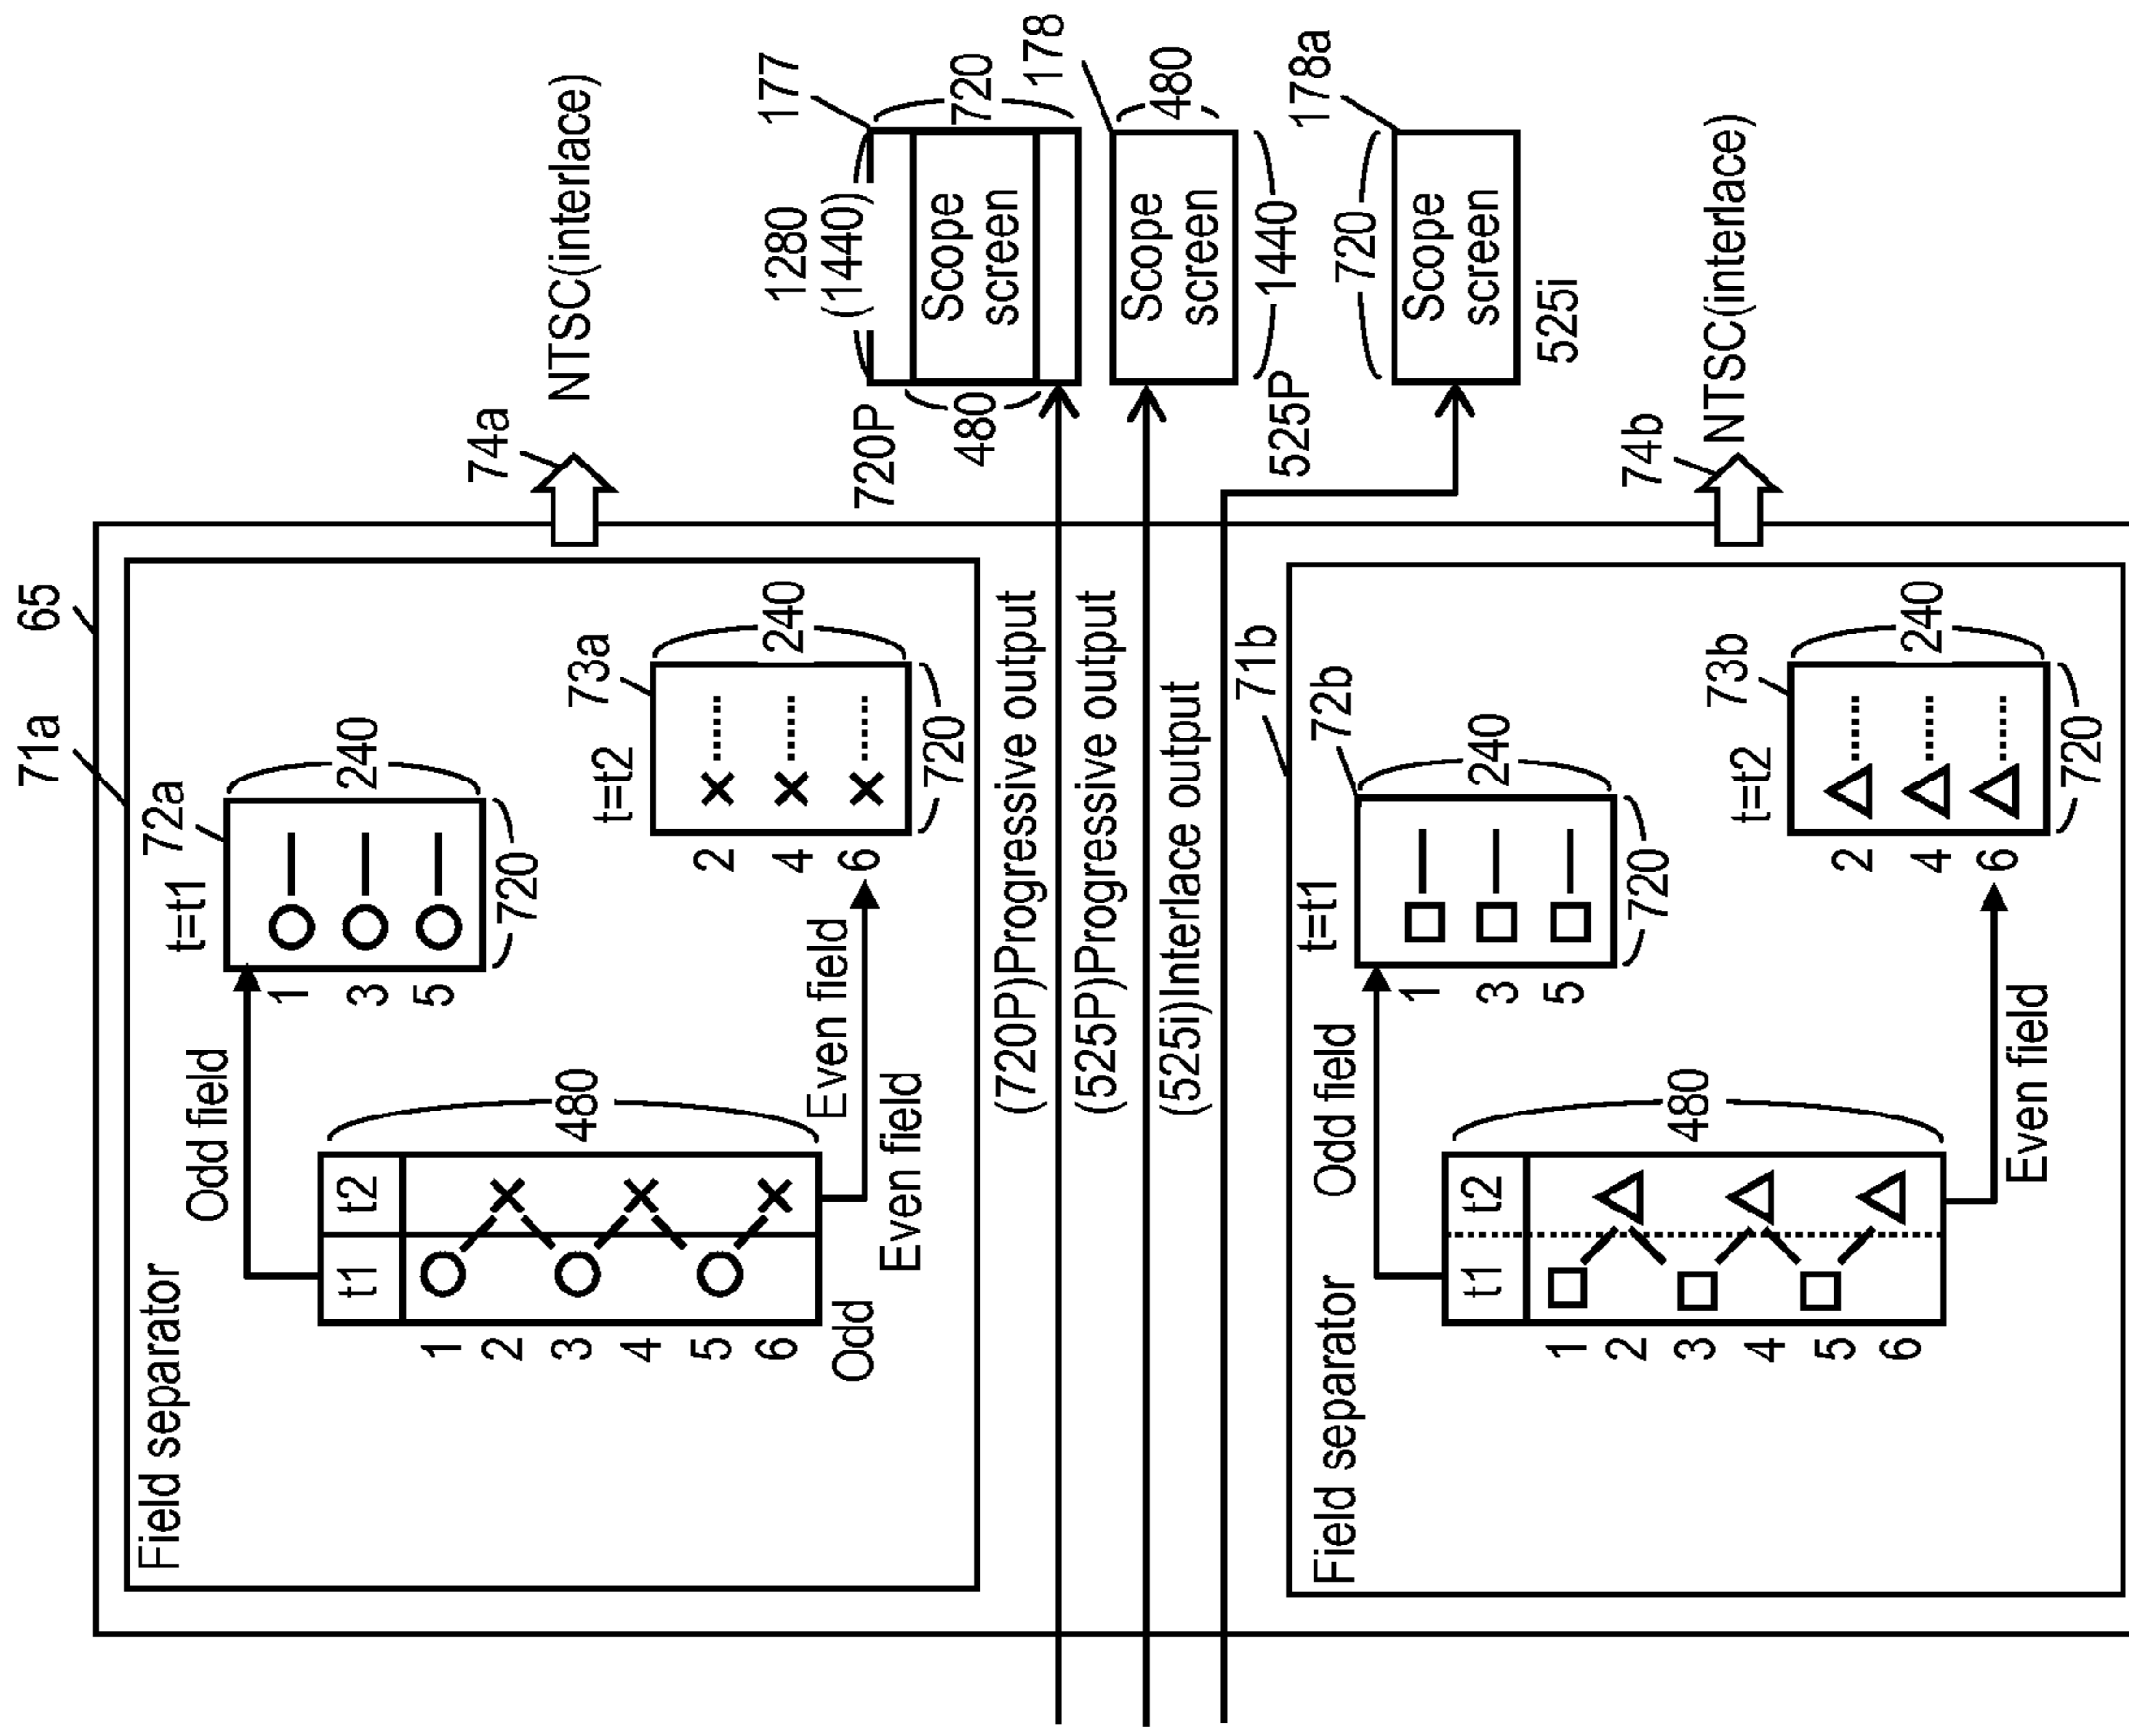 71a
65
Field separator
Odd field
t=t1
72a
1
3
5
240
720
t1
t2
1
2
3
4
5
6
480
Odd
Even field
Even field
t=t2
73a
2
4
6
240
720
74a
NTSC(interlace)
(720P)Progressive output
(525P)Progressive output
(525i)Interlace output
720P
1280
(1440)
177
480
Scope
screen
720
178
Scope
screen
480
525P
1440
720
178a
Scope
screen
525i
71b
Field separator
Odd field
t=t1
72b
1
3
5
240
720
t1
t2
1
2
3
4
5
6
480
Even field
t=t2
73b
2
4
6
240
720
74b
NTSC(interlace)